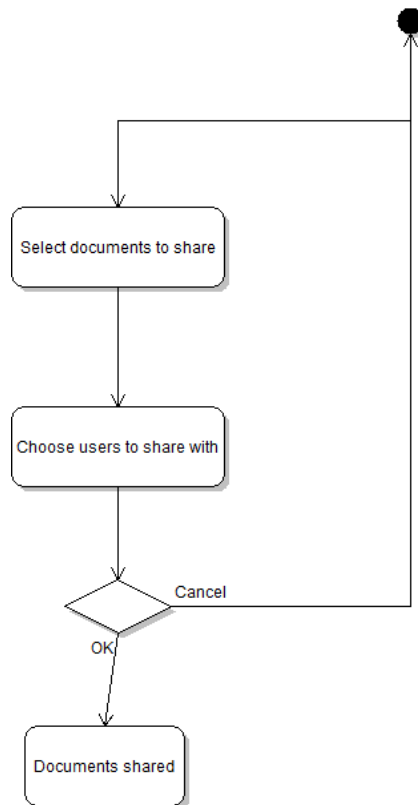 Select documents to share
Choose users to share with
Cancel
OK
Documents shared